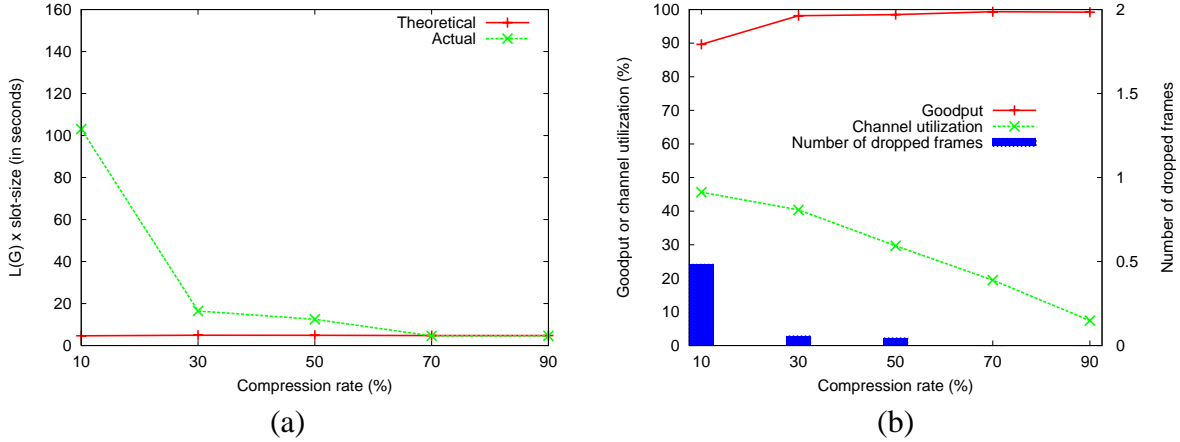 160
140
120
100
80
60
40
20
0
L(G) x slot-size (in seconds)
Theoretical
Actual
10 30 50 70 90
Compression rate (%)
(a)
100
90
80
70
60
50
40
30
20
10
0
Goodput or channel utilization (%)
Goodput
Channel utilization
Number of dropped frames
2
1.5
1
0.5
0
Number of dropped frames
10 30 50 70 90
Compression rate (%)
(b)